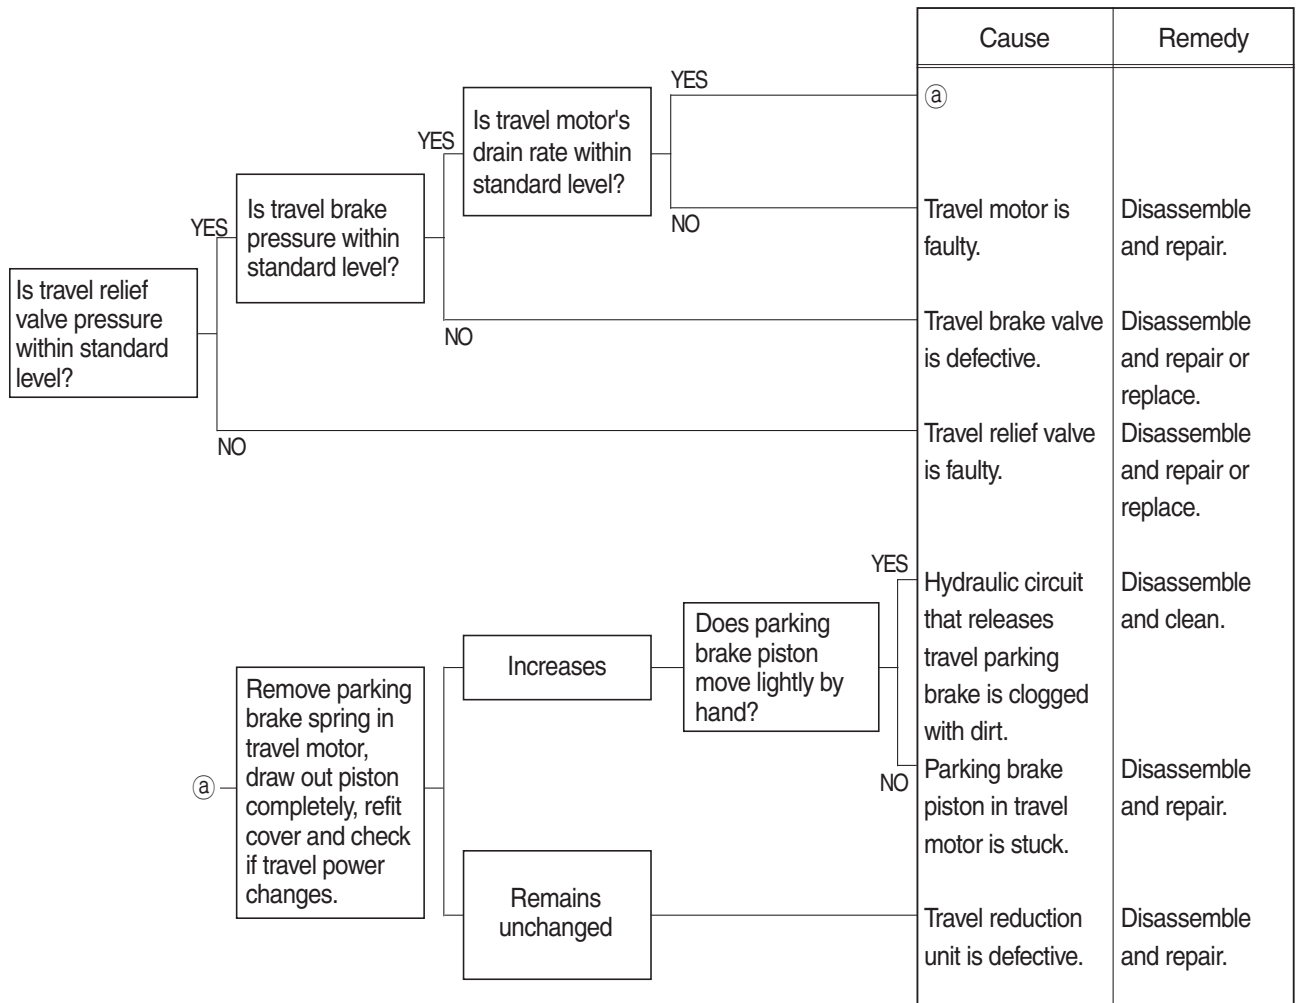 Cause
Remedy
YES
ⓐ
Is travel motor's
drain rate within
standard level?
YES
NO
Travel motor is
faulty.
Disassemble
and repair.
Is travel brake
pressure within
standard level?
YES
NO
Travel brake valve
is defective.
Disassemble
and repair or
replace.
Is travel relief
valve pressure
within standard
level?
NO
Travel relief valve
is faulty.
Disassemble
and repair or
replace.
ⓐ
Remove parking
brake spring in
travel motor,
draw out piston
completely, refit
cover and check
if travel power
changes.
Increases
Does parking
brake piston
move lightly by
hand?
YES
Hydraulic circuit
that releases
travel parking
brake is clogged
with dirt.
Disassemble
and clean.
NO
Parking brake
piston in travel
motor is stuck.
Disassemble
and repair.
Remains
unchanged
Travel reduction
unit is defective.
Disassemble
and repair.